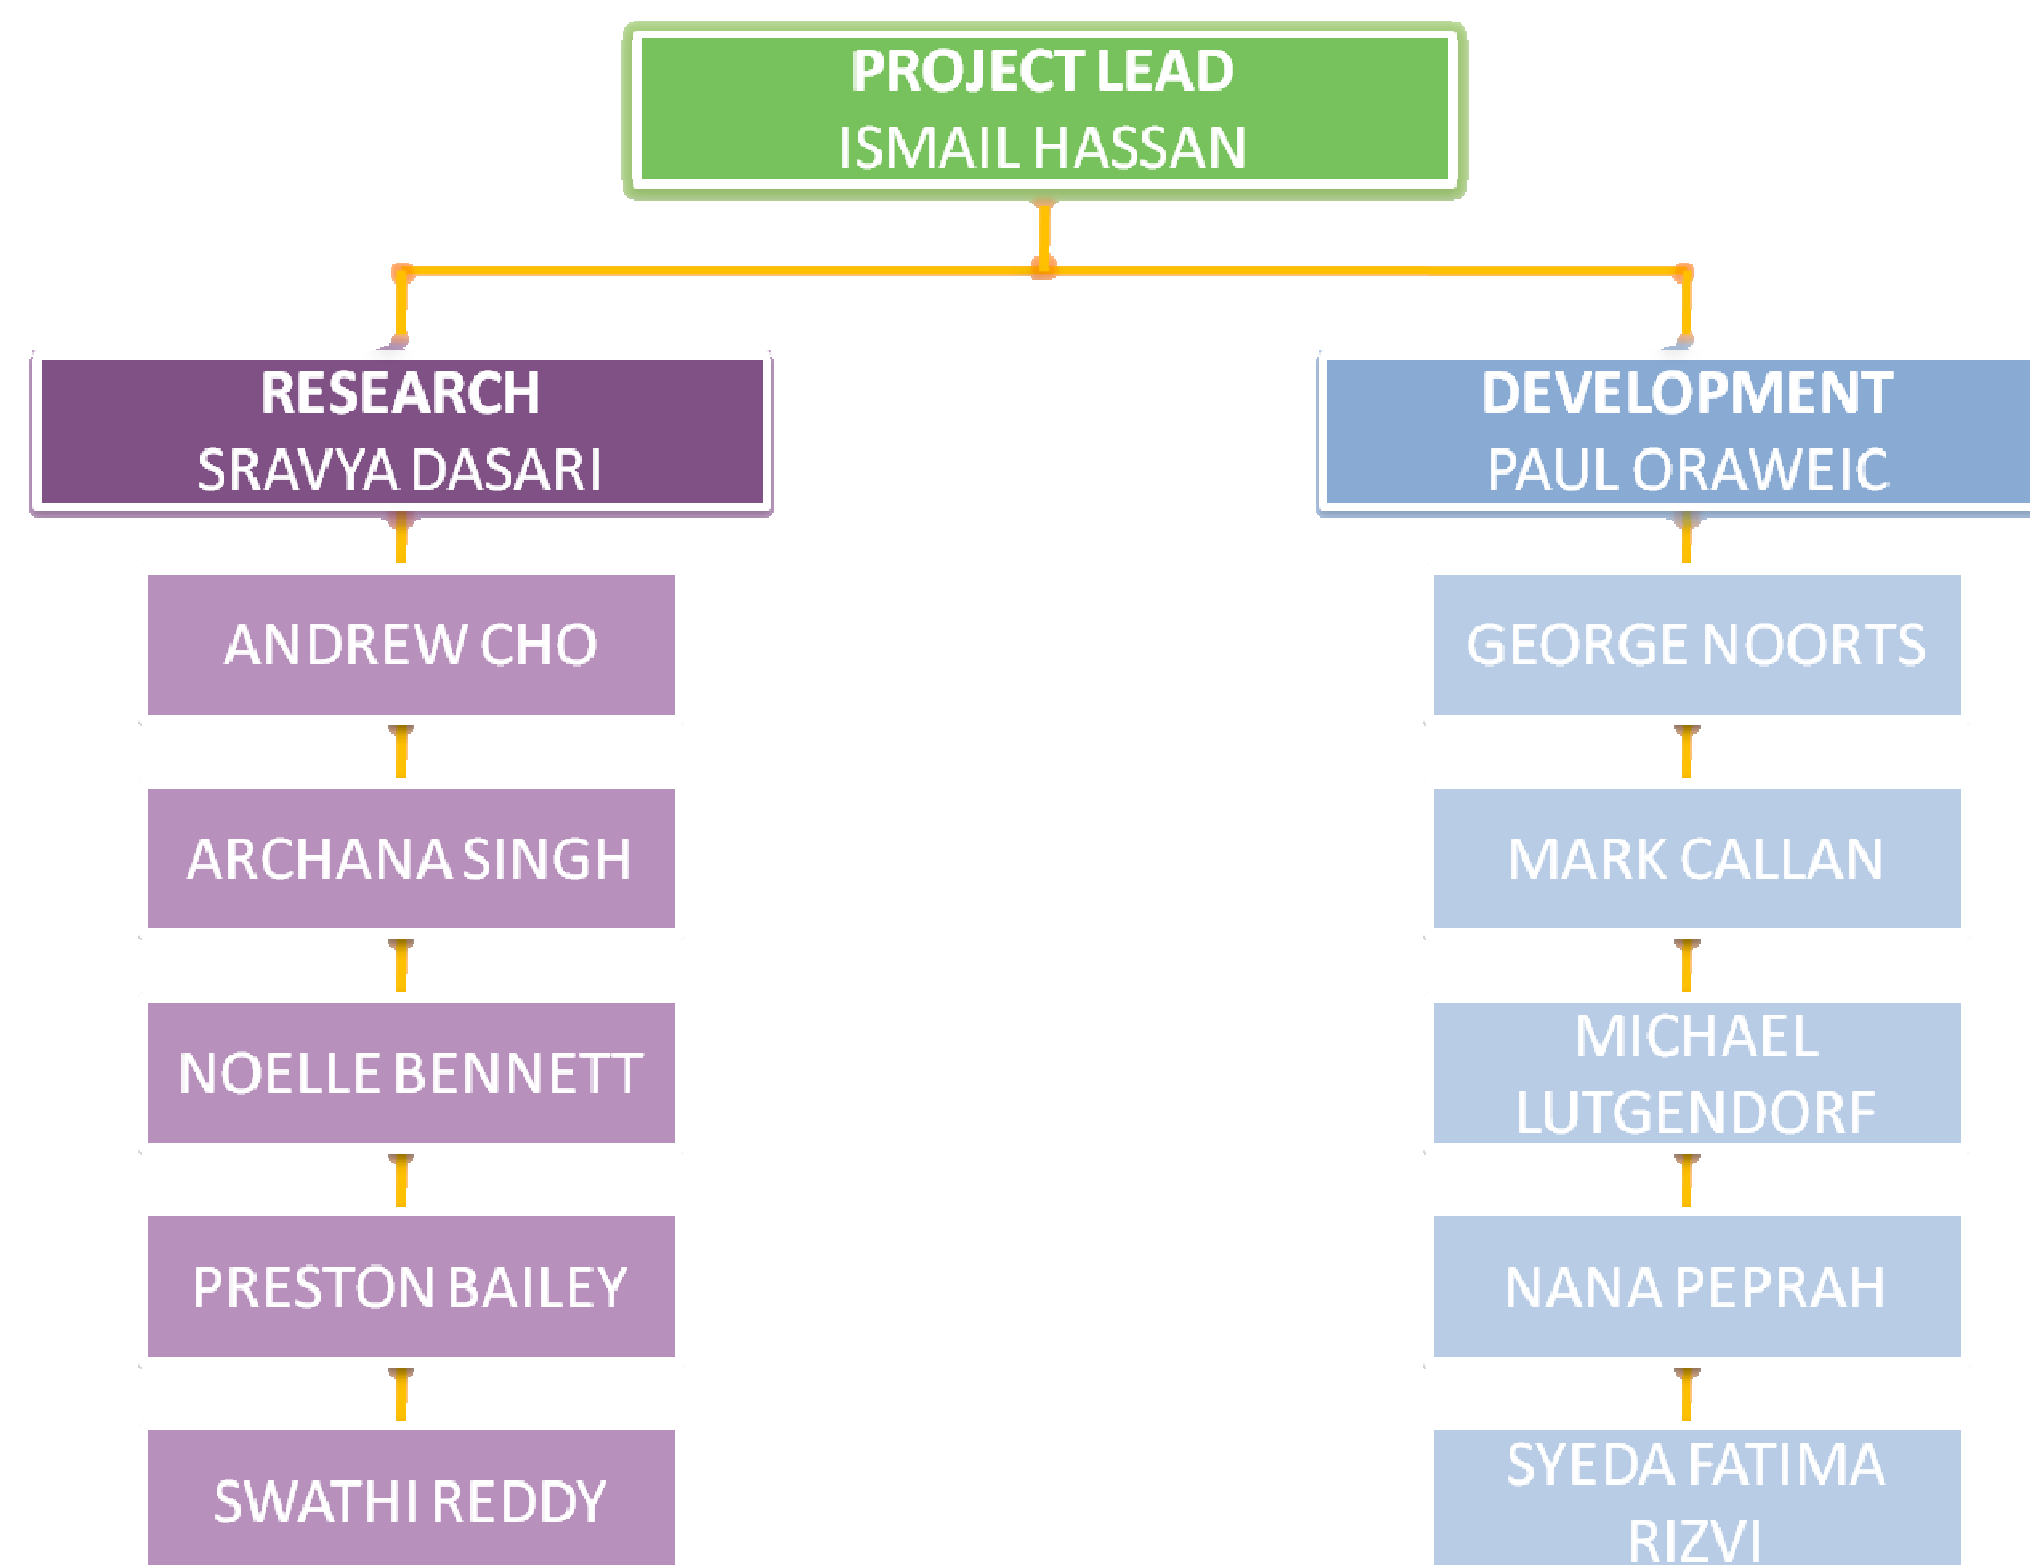 PROJECT LEAD
ISMAIL HASSAN
RESEARCH
SRAVYA DASARI
ANDREW CHO
ARCHANA SINGH
NOELLE BENNETT
PRESTON BAILEY
SWATHI REDDY
DEVELOPMENT
PAUL ORAWEIC
GEORGE NOORTS
MARK CALLAN
MICHAEL
LUTGENDORF
NANA PEPRAH
SYEDA FATIMA
RIZVI